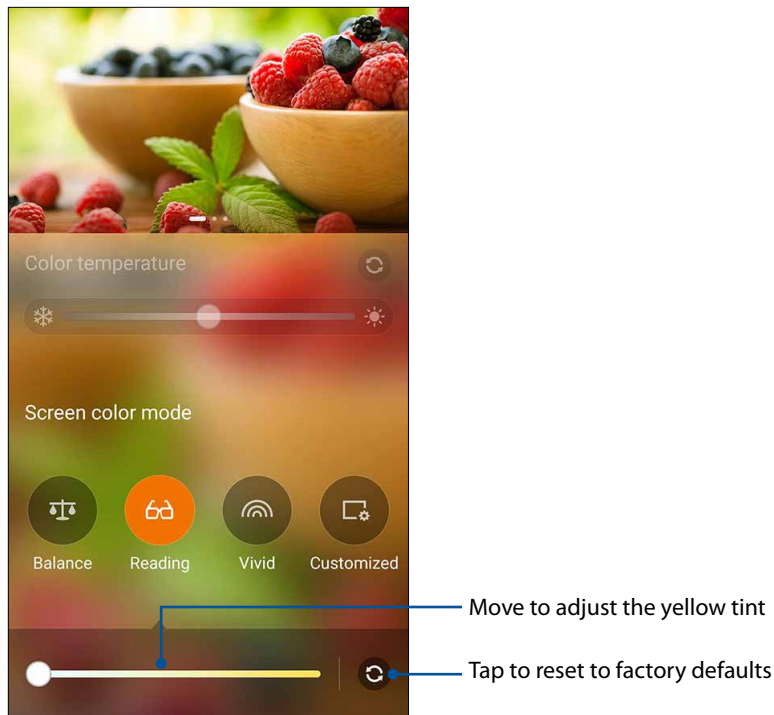 Color temperature
Screen color mode
Balance Reading Vivid Customized
Move to adjust the yellow tint
Tap to reset to factory defaults